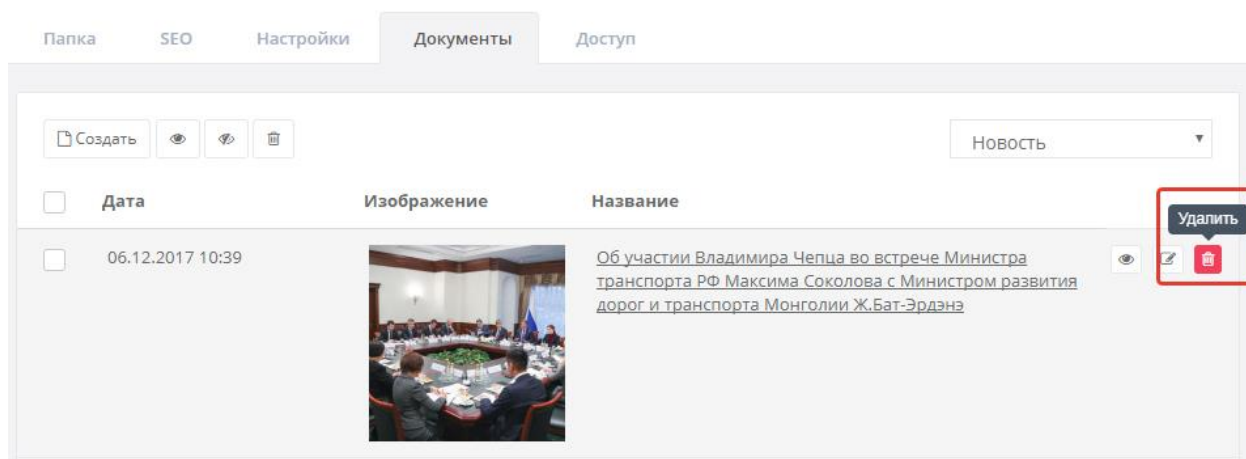 Папка SEO Настройки Документы Доступ
Создать Новость
Дата Изображение Название
Удалить
06.12.2017 10:39
Об участии Владимира Чепца во встрече Министра
транспорта РФ Максима Соколова с Министром развития
дорог и транспорта Монголии Ж.Бат-Эрдэнэ